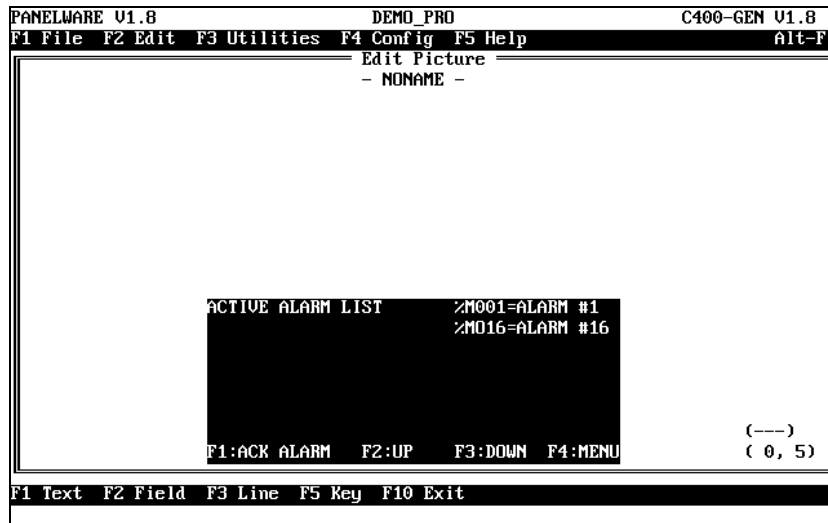 PANELWARE V1.8 DEMO_PRO C400-GEN V1.8
F1 File F2 Edit F3 Utilities F4 Config F5 Help Alt-F
Edit Picture
- NONAME -
ACTIVE ALARM LIST %M001=ALARM #1
%M016=ALARM #16
(---)
F1:ACK ALARM F2:UP F3:DOWN F4:MENU ( 0, 5)
F1 Text F2 Field F3 Line F5 Key F10 Exit